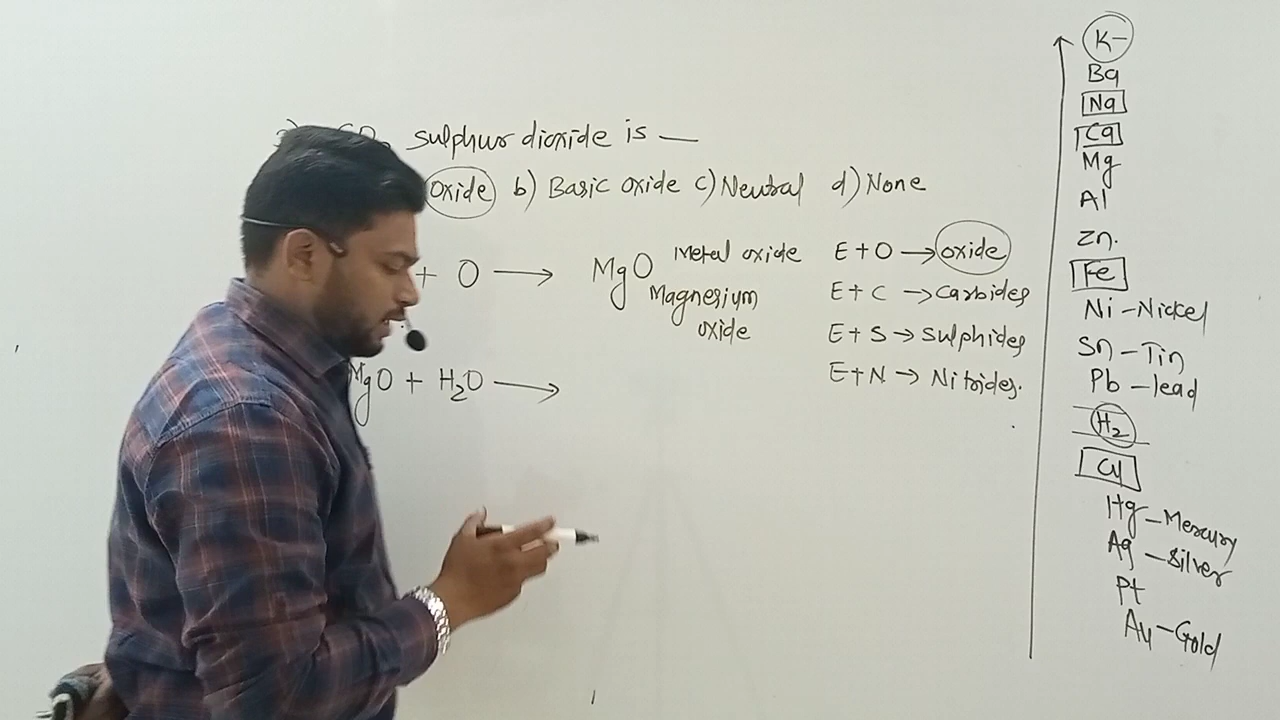 sulphur dioxide is —
oxide b) Basic oxide c) Neutral d) None
+ O → MgO Metal oxide
Magnesium
oxide
MgO + H₂O →
E + O → oxide
E + C → Carbides
E + S → Sulphides
E + N → Nitrides.
K
Ba
Na
Ca
Mg
Al
Zn.
Fe
Ni - Nickel
Sn - Tin
Pb - lead
H₂
Cu
Hg - Mercury
Ag - Silver
Pt
Au - Gold